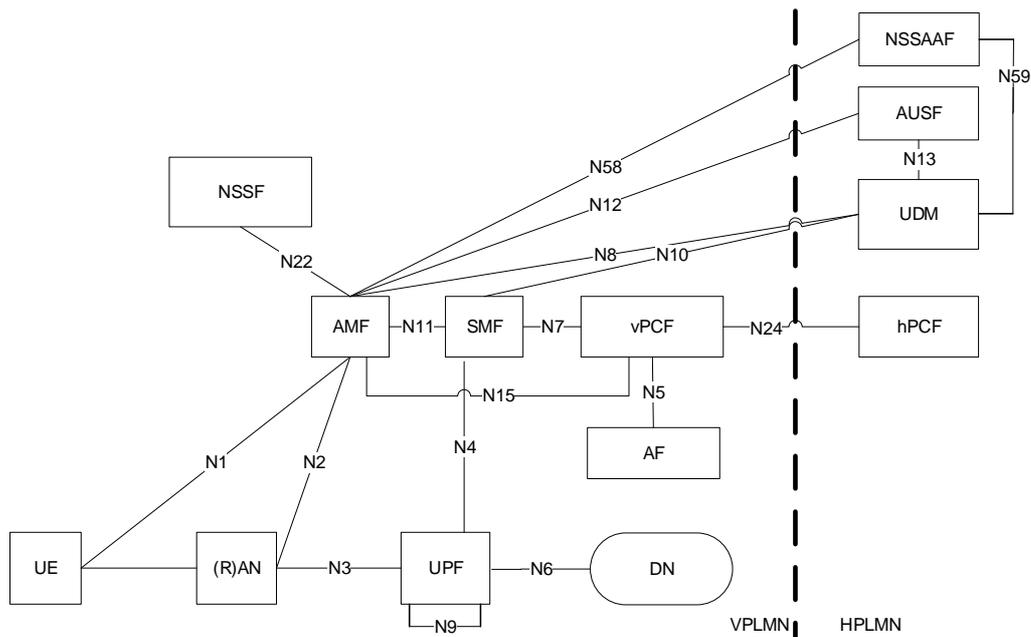 NSSAAF
N59
AUSF
N13
N58
NSSF
N12
UDM
N22
N8
N10
AMF
N11
SMF
N7
vPCF
N24
hPCF
N15
N5
N4
AF
N1
N2
UE
(R)AN
N3
UPF
N6
DN
N9
VPLMN
HPLMN